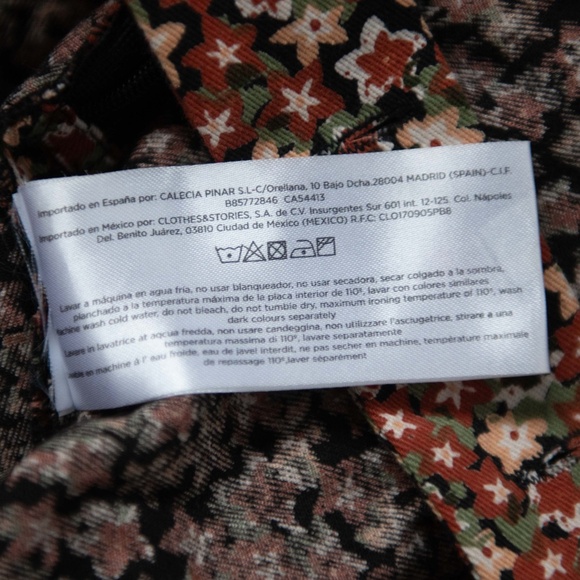 Importado en España por: CALECIA PINAR S.L-C/Orellana, 10 Bajo Dcha.28004 MADRID (SPAIN)-C.I.F.
B85772846 CA54413
Importado en México por: CLOTHES&STORIES, S.A. de C.V. Insurgentes Sur 601 int. 12-125. Col. Nápoles
Del. Benito Juárez, 03810 Ciudad de México (MEXICO) R.F.C: CLO170905PB8
Lavar a máquina en agua fría, no usar blanqueador, no usar secadora, secar colgado a la sombra,
planchado a la temperatura máxima de la placa interior de 110º, lavar con colores similares
machine wash cold water, do not bleach, do not tumble dry, maximum ironing temperature of 110º, wash
dark colours separately
Lavare in lavatrice at acqua fredda, non usare candeggina, non utilizzare l'asciugatrice, stirare a una
temperatura massima di 110º, lavare separatamente
en machine à l' eau froide, eau de javel interdit, ne pas secher en machine, température maximale
de repassage 110º,laver séparément